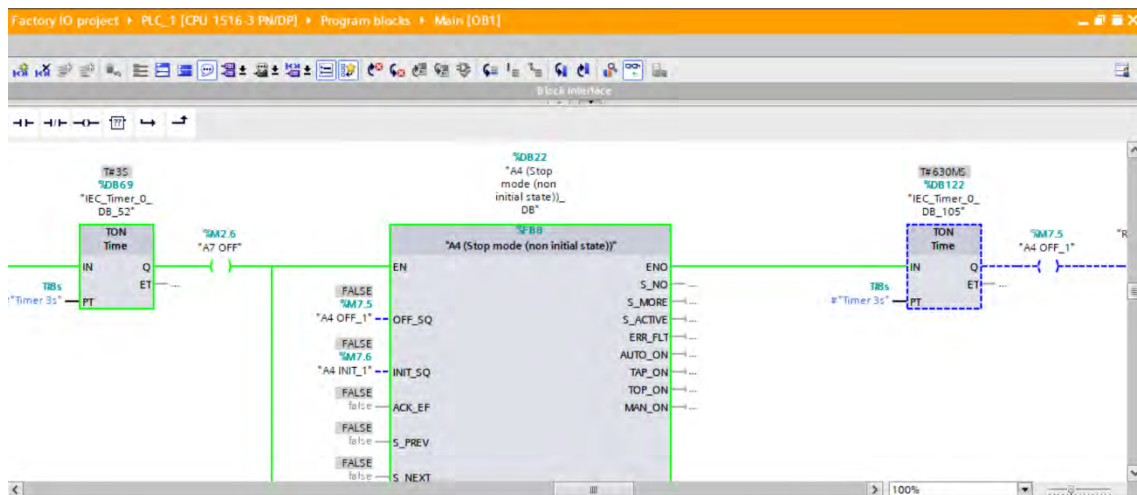 Factory IO project ▸ PLC_1 [CPU 1516-3 PN/DP] ▸ Program blocks ▸ Main [OB1]
Block interface
T#3S
%DB69
"IEC_Timer_0_
DB_52"
TON
Time
IN
Q
ET
...
T#8s
"Timer 3s"
PT
%M2.6
"A7 OFF"
%DB22
"A4 (Stop
mode (non
initial state))_
DB"
%FB8
"A4 (Stop mode (non initial state))"
EN
ENO
FALSE
%M7.5
"A4 OFF_1"
OFF_SQ
FALSE
%M7.6
"A4 INIT_1"
INIT_SQ
FALSE
false
ACK_EF
FALSE
false
S_PREV
FALSE
false
S_NEXT
S_NO
...
S_MORE
...
S_ACTIVE
...
ERR_FLT
...
AUTO_ON
...
TAP_ON
...
TOP_ON
...
MAN_ON
...
T#630MS
%DB122
"IEC_Timer_0_
DB_105"
TON
Time
IN
Q
ET
...
T#8s
#"Timer 3s"
PT
%M7.5
"A4 OFF_1"
"R
100%